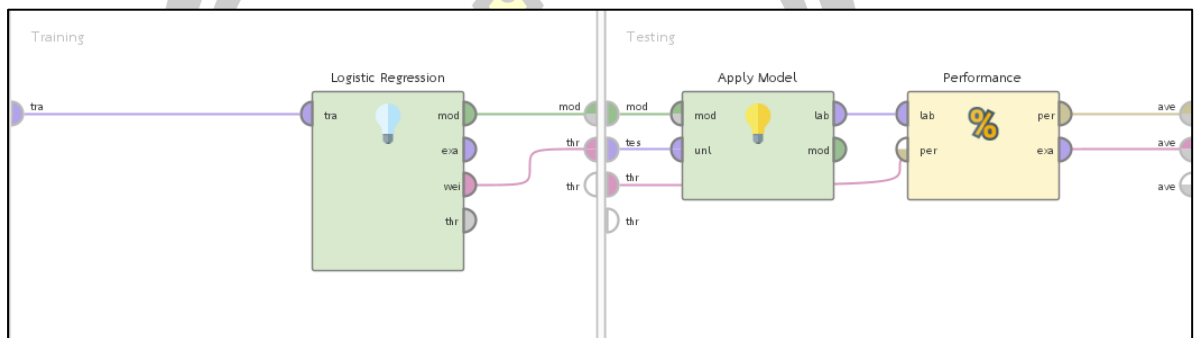 Training
tra
Logistic Regression
tra
mod
exa
wei
thr
mod
thr
thr
Testing
mod
tes
thr
thr
Apply Model
mod
unl
lab
mod
Performance
%
lab
per
per
exa
ave
ave
ave